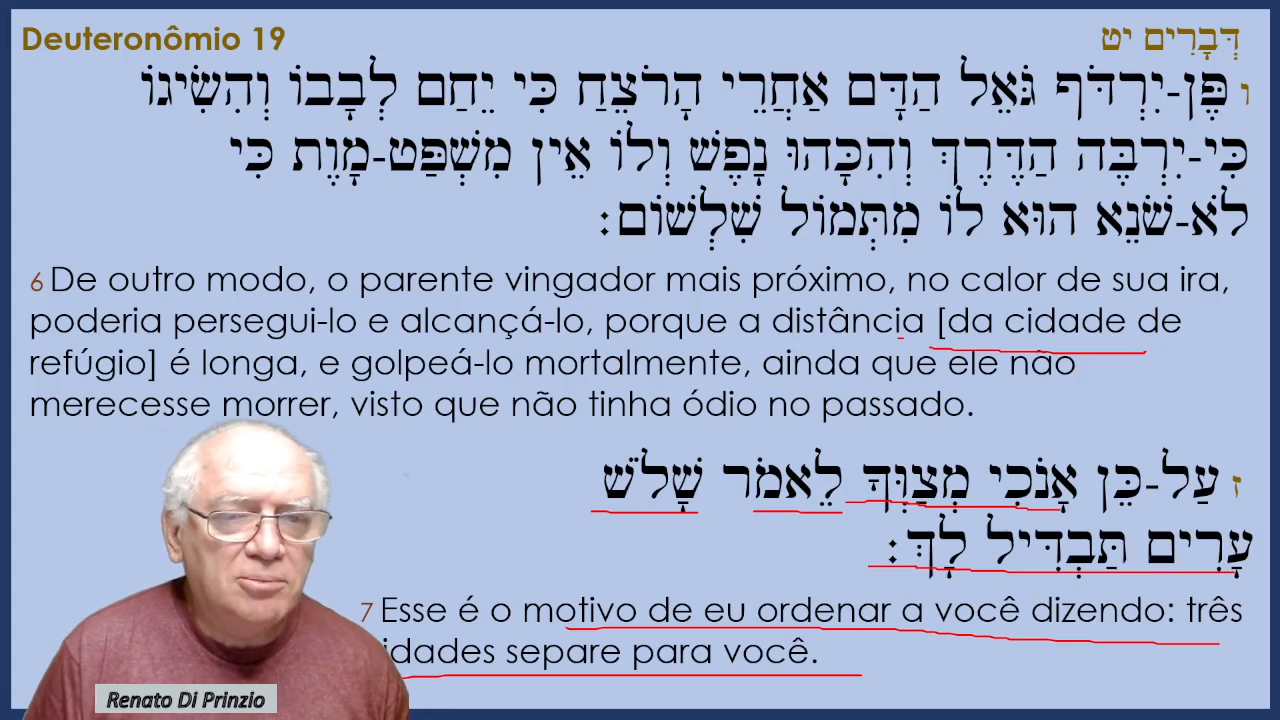 Deuteronômio 19
דְּבָרִים יט
ו פֶּן-יִרְדֹּף גֹּאֵל הַדָּם אַחֲרֵי הָרֹצֵחַ כִּי יֵחַם לְבָבוֹ וְהִשִּׂיגוֹ
כִּי-יִרְבֶּה הַדֶּרֶךְ וְהִכָּהוּ נָפֶשׁ וְלוֹ אֵין מִשְׁפַּט-מָוֶת כִּי
לֹא-שֹׂנֵא הוּא לוֹ מִתְּמוֹל שִׁלְשׁוֹם׃
6 De outro modo, o parente vingador mais próximo, no calor de sua ira,
poderia persegui-lo e alcançá-lo, porque a distância [da cidade de
refúgio] é longa, e golpeá-lo mortalmente, ainda que ele não
merecesse morrer, visto que não tinha ódio no passado.
ז עַל-כֵּן אָנֹכִי מְצַוְּךָ לֵאמֹר שָׁלֹשׁ
עָרִים תַּבְדִּיל לָךְ׃
7 Esse é o motivo de eu ordenar a você dizendo: três
idades separe para você.
Renato Di Prinzio